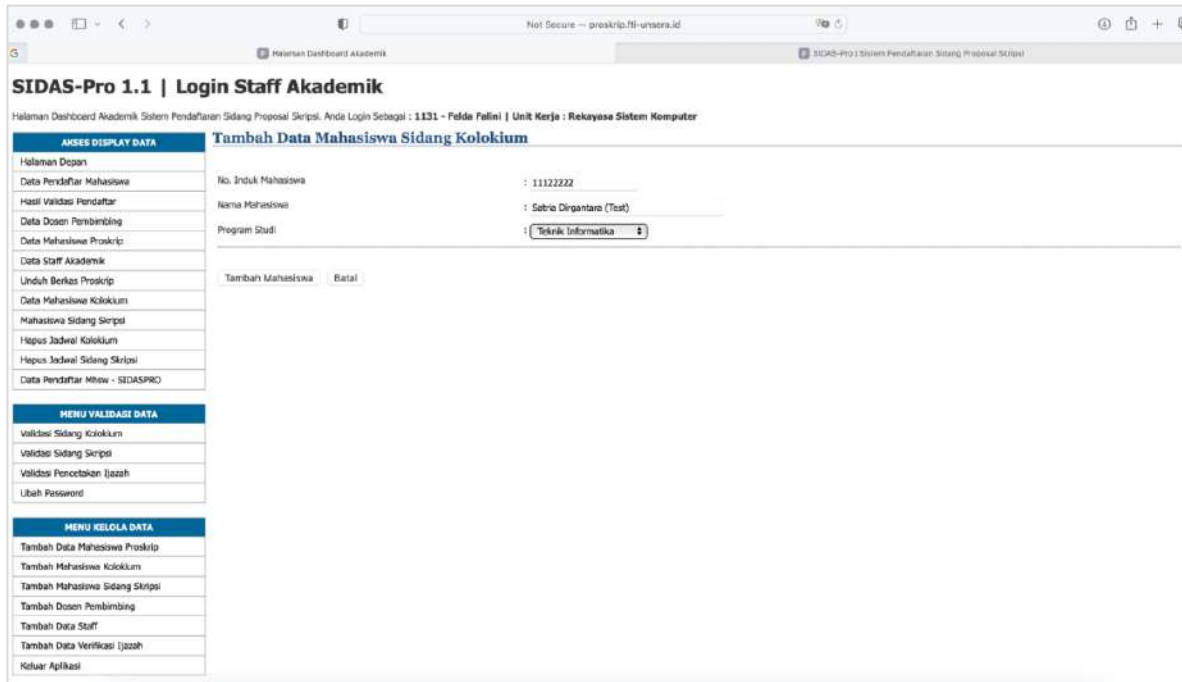 Not Secure — proskrip.fti-unsera.id
G
Halaman Dashboard Akademik
SIDAS-Pro | Sistem Pendaftaran Sidang Proposal Skripsi
SIDAS-Pro 1.1 | Login Staff Akademik
Halaman Dashboard Akademik Sistem Pendaftaran Sidang Proposal Skripsi. Anda Login Sebagai : 1131 - Felda Falini | Unit Kerja : Rekayasa Sistem Komputer
AKSES DISPLAY DATA
Halaman Depan
Data Pendaftar Mahasiswa
Hasil Validasi Pendaftar
Data Dosen Pembimbing
Data Mahasiswa Proskrip
Data Staff Akademik
Unduh Berkas Proskrip
Data Mahasiswa Kolokium
Mahasiswa Sidang Skripsi
Hapus Jadwal Kolokium
Hapus Jadwal Sidang Skripsi
Data Pendaftar Mhsw - SIDASPRO
MENU VALIDASI DATA
Validasi Sidang Kolokium
Validasi Sidang Skripsi
Validasi Pencetakan Ijazah
Ubah Password
MENU KELOLA DATA
Tambah Data Mahasiswa Proskrip
Tambah Mahasiswa Kolokium
Tambah Mahasiswa Sidang Skripsi
Tambah Dosen Pembimbing
Tambah Data Staff
Tambah Data Verifikasi Ijazah
Keluar Aplikasi
Tambah Data Mahasiswa Sidang Kolokium
No. Induk Mahasiswa : 11122222
Nama Mahasiswa : Satria Dirgantara (Test)
Program Studi : Teknik Informatika
Tambah Mahasiswa Batal